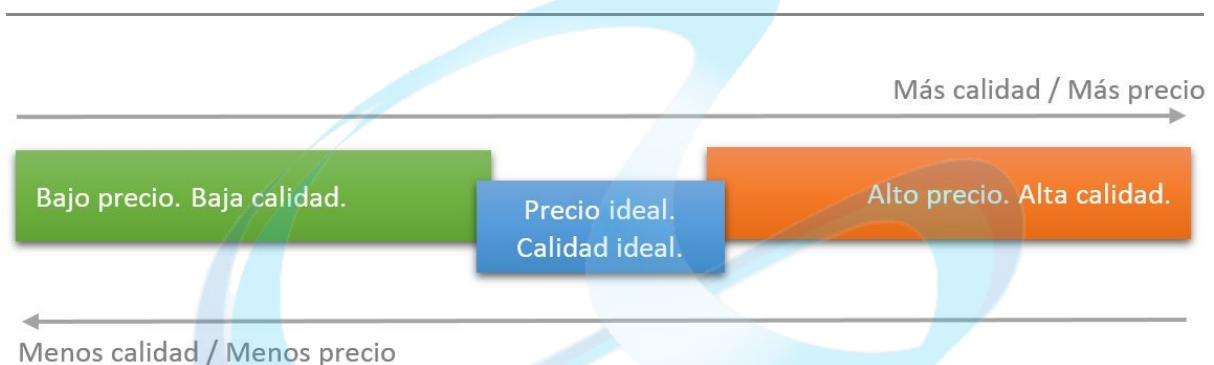 Más calidad / Más precio
Bajo precio. Baja calidad.
Precio ideal.
Calidad ideal.
Alto precio. Alta calidad.
Menos calidad / Menos precio